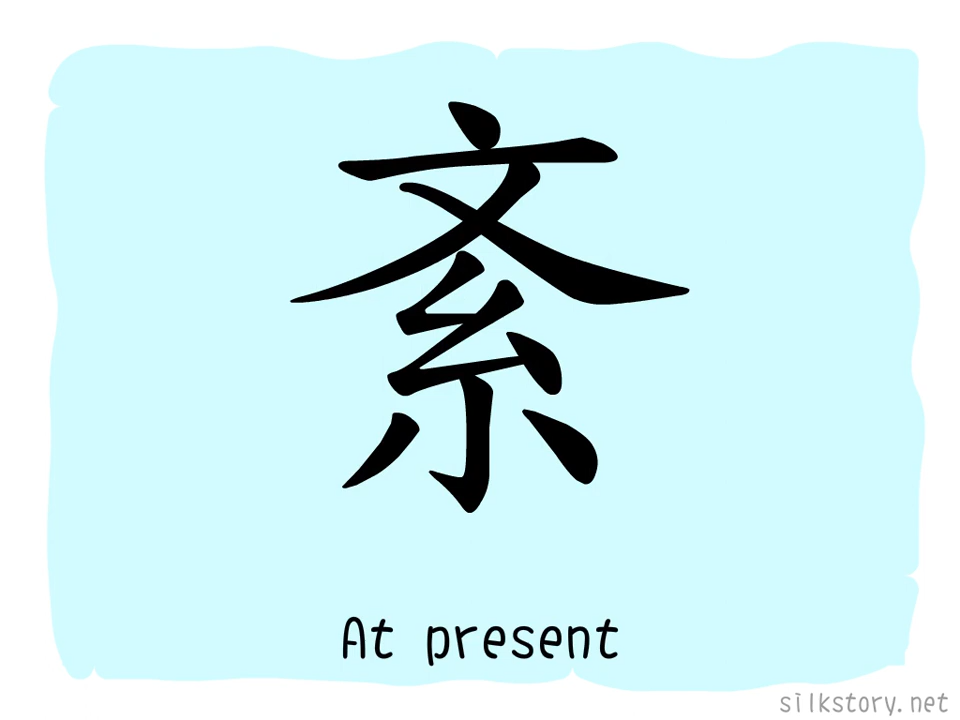 紊
At present
silkstory.net